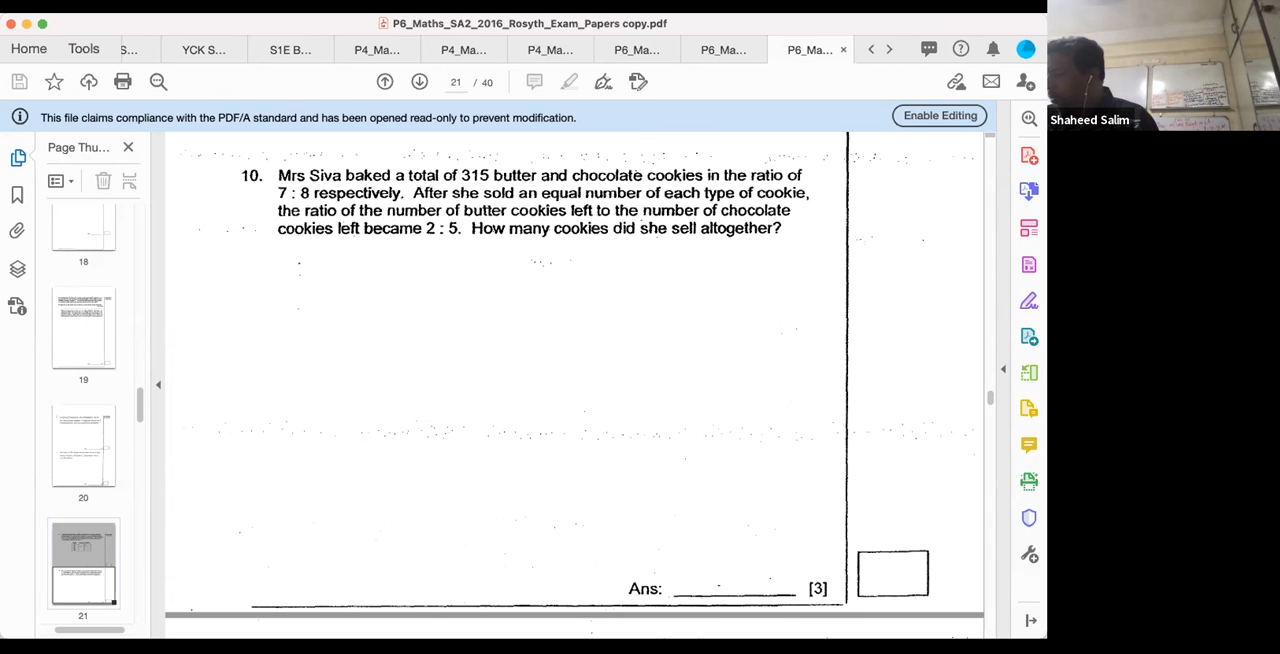 P6_Maths_SA2_2016_Rosyth_Exam_Papers copy.pdf
Home Tools S... YCK S... S1E B... P4_Ma... P4_Ma... P4_Ma... P6_Ma... P6_Ma... P6_Ma... ×
21 / 40
This file claims compliance with the PDF/A standard and has been opened read-only to prevent modification. Enable Editing
Shaheed Salim
Page Thu...
18
19
20
21
10. Mrs Siva baked a total of 315 butter and chocolate cookies in the ratio of
7 : 8 respectively. After she sold an equal number of each type of cookie,
the ratio of the number of butter cookies left to the number of chocolate
cookies left became 2 : 5. How many cookies did she sell altogether?
Ans: [3]